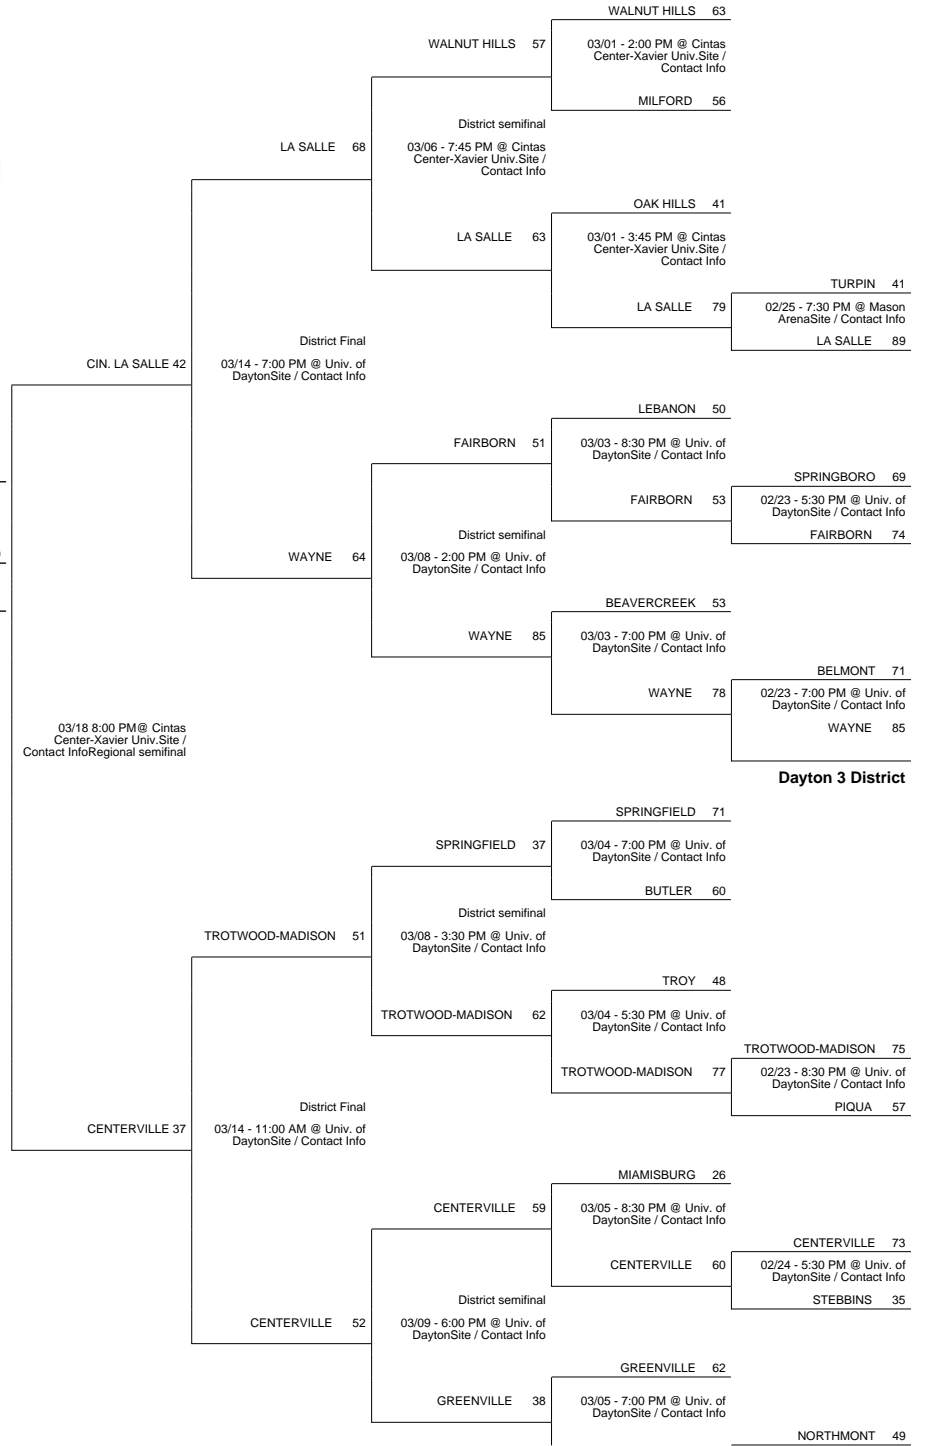 WALNUT HILLS 63
WALNUT HILLS 57
03/01 - 2:00 PM @ Cintas
Center-Xavier Univ.Site /
Contact Info
MILFORD 56
District semifinal
LA SALLE 68
03/06 - 7:45 PM @ Cintas
Center-Xavier Univ.Site /
Contact Info
OAK HILLS 41
LA SALLE 63
03/01 - 3:45 PM @ Cintas
Center-Xavier Univ.Site /
Contact Info
TURPIN 41
LA SALLE 79
02/25 - 7:30 PM @ Mason
ArenaSite / Contact Info
LA SALLE 89
District Final
CIN. LA SALLE 42
03/14 - 7:00 PM @ Univ. of
DaytonSite / Contact Info
LEBANON 50
FAIRBORN 51
03/03 - 8:30 PM @ Univ. of
DaytonSite / Contact Info
SPRINGBORO 69
FAIRBORN 53
02/23 - 5:30 PM @ Univ. of
DaytonSite / Contact Info
FAIRBORN 74
District semifinal
WAYNE 64
03/08 - 2:00 PM @ Univ. of
DaytonSite / Contact Info
BEAVERCREEK 53
WAYNE 85
03/03 - 7:00 PM @ Univ. of
DaytonSite / Contact Info
BELMONT 71
WAYNE 78
02/23 - 7:00 PM @ Univ. of
DaytonSite / Contact Info
WAYNE 85
03/18 8:00 PM@ Cintas
Center-Xavier Univ.Site /
Contact InfoRegional semifinal
Dayton 3 District
SPRINGFIELD 71
SPRINGFIELD 37
03/04 - 7:00 PM @ Univ. of
DaytonSite / Contact Info
BUTLER 60
District semifinal
TROTWOOD-MADISON 51
03/08 - 3:30 PM @ Univ. of
DaytonSite / Contact Info
TROY 48
TROTWOOD-MADISON 62
03/04 - 5:30 PM @ Univ. of
DaytonSite / Contact Info
TROTWOOD-MADISON 75
TROTWOOD-MADISON 77
02/23 - 8:30 PM @ Univ. of
DaytonSite / Contact Info
PIQUA 57
District Final
CENTERVILLE 37
03/14 - 11:00 AM @ Univ. of
DaytonSite / Contact Info
MIAMISBURG 26
CENTERVILLE 59
03/05 - 8:30 PM @ Univ. of
DaytonSite / Contact Info
CENTERVILLE 73
CENTERVILLE 60
02/24 - 5:30 PM @ Univ. of
DaytonSite / Contact Info
STEBBINS 35
District semifinal
CENTERVILLE 52
03/09 - 6:00 PM @ Univ. of
DaytonSite / Contact Info
GREENVILLE 62
GREENVILLE 38
03/05 - 7:00 PM @ Univ. of
DaytonSite / Contact Info
NORTHMONT 49